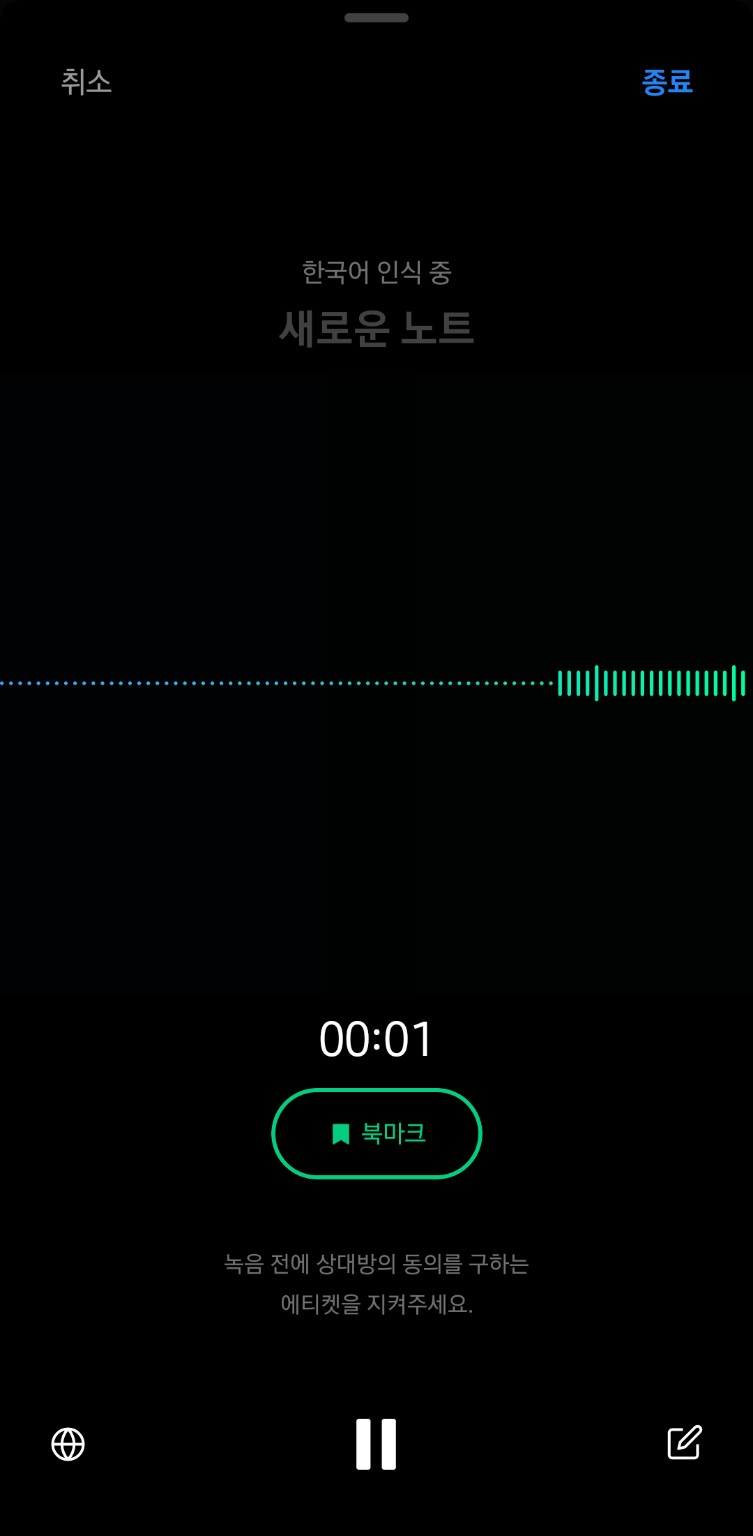 취소
종료
한국어 인식 중
새로운 노트
00:01
북마크
녹음 전에 상대방의 동의를 구하는
에티켓을 지켜주세요.